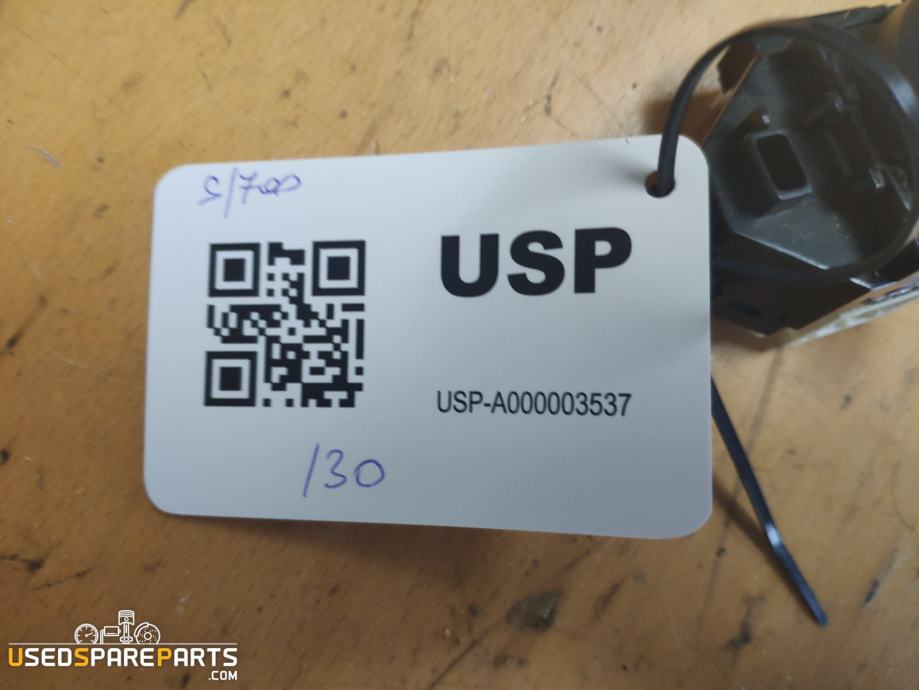 S/700
USP
USP-A000003537
130
USEDSPAREPARTS
.COM